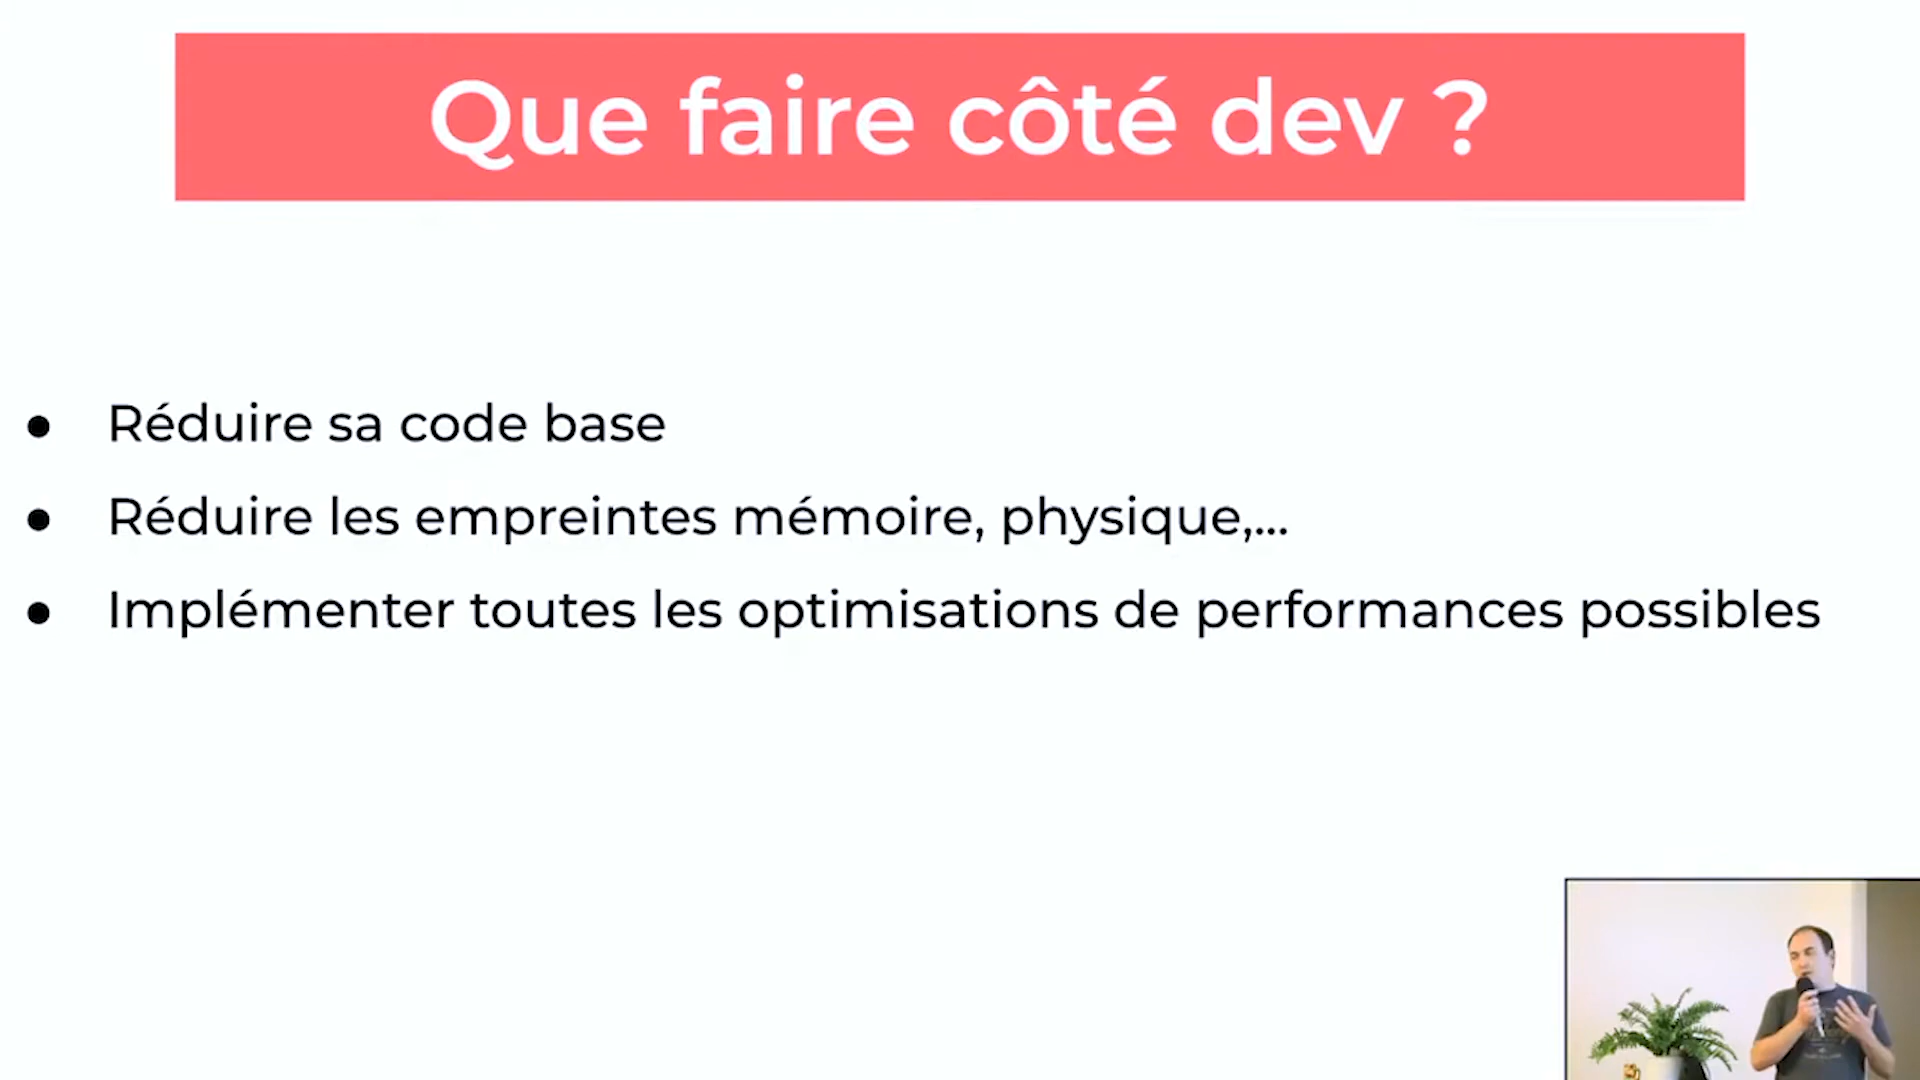 Que faire côté dev ?
● Réduire sa code base
● Réduire les empreintes mémoire, physique,...
● Implémenter toutes les optimisations de performances possibles